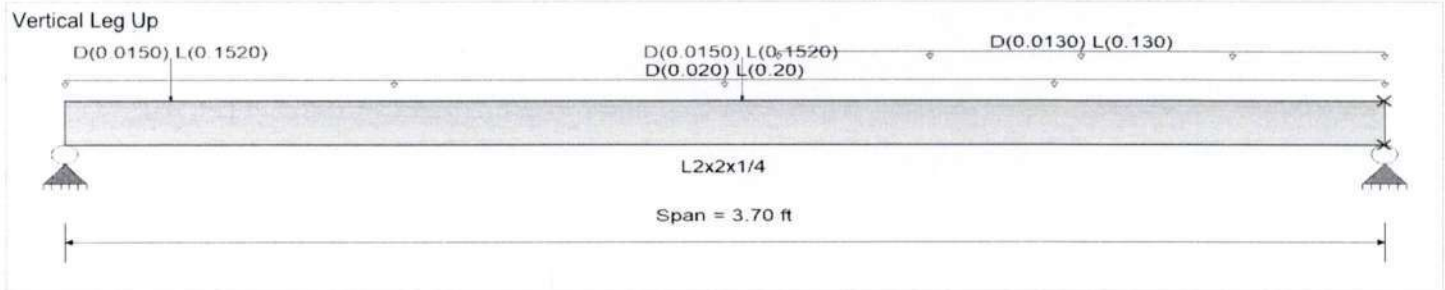 Vertical Leg Up
D(0.0150) L(0.1520)
D(0.0150) L(0.1520)
D(0.0130) L(0.130)
D(0.020) L(0.20)
L2x2x1/4
Span = 3.70 ft